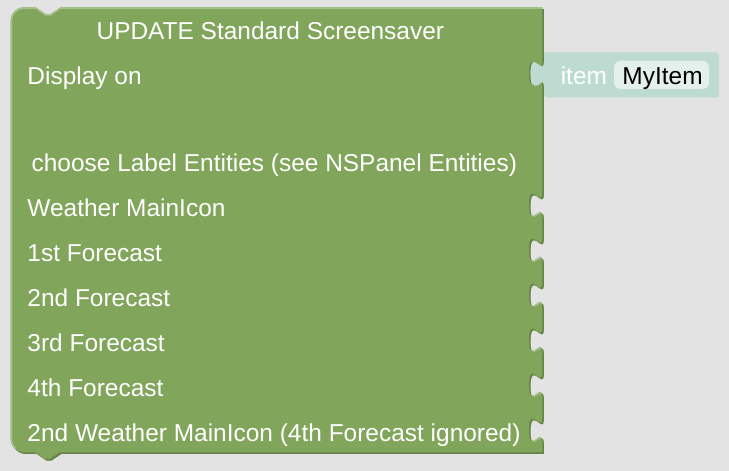 UPDATE Standard Screensaver
Display on item MyItem
choose Label Entities (see NSPanel Entities)
Weather MainIcon
1st Forecast
2nd Forecast
3rd Forecast
4th Forecast
2nd Weather MainIcon (4th Forecast ignored)